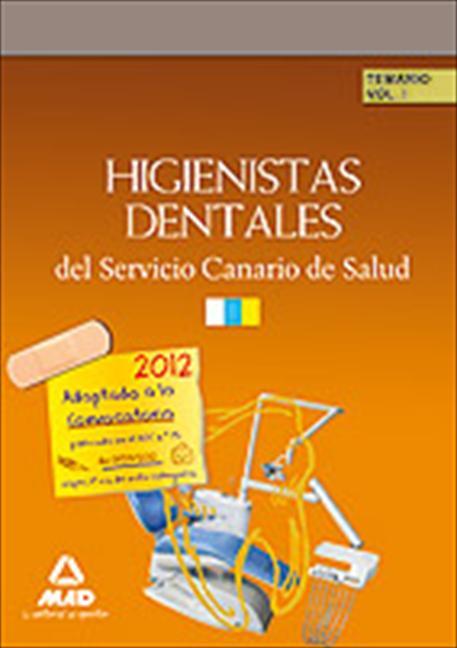 TEMARIO
VOL. I
HIGIENISTAS
DENTALES
del Servicio Canario de Salud
2012
Adaptado a la
Convocatoria
MAD